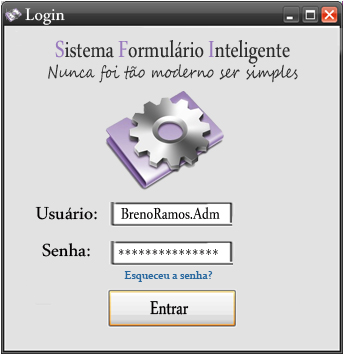 Login
Sistema Formulário Inteligente
Nunca foi tão moderno ser simples
Usuário: BrenoRamos.Adm
Senha: ***************
Esqueceu a senha?
Entrar